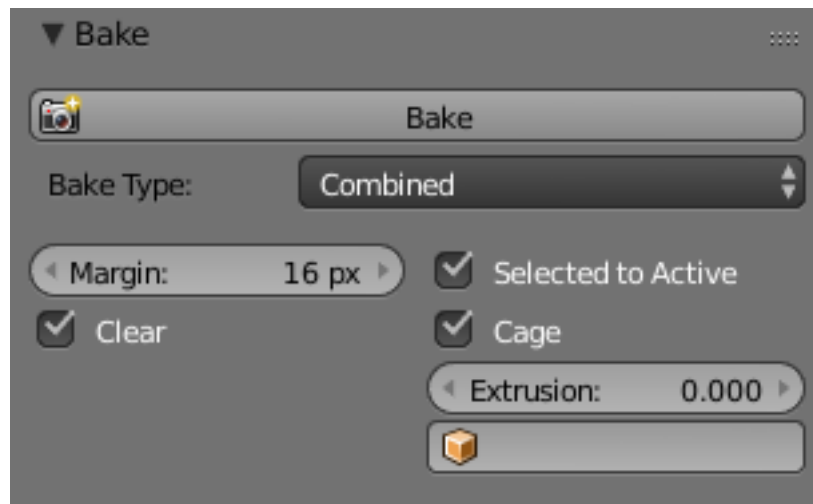 Bake
Bake
Bake Type: Combined
Margin: 16 px Selected to Active
Clear Cage
Extrusion: 0.000